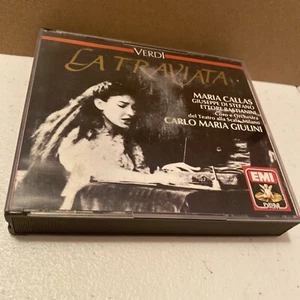 VERDI
LA TRAVIATA
MARIA CALLAS
GIUSEPPE DI STEFANO
ETTORE BASTIANINI
Coro e Orchestra
del Teatro alla Scala, Milano
CARLO MARIA GIULINI
EMI